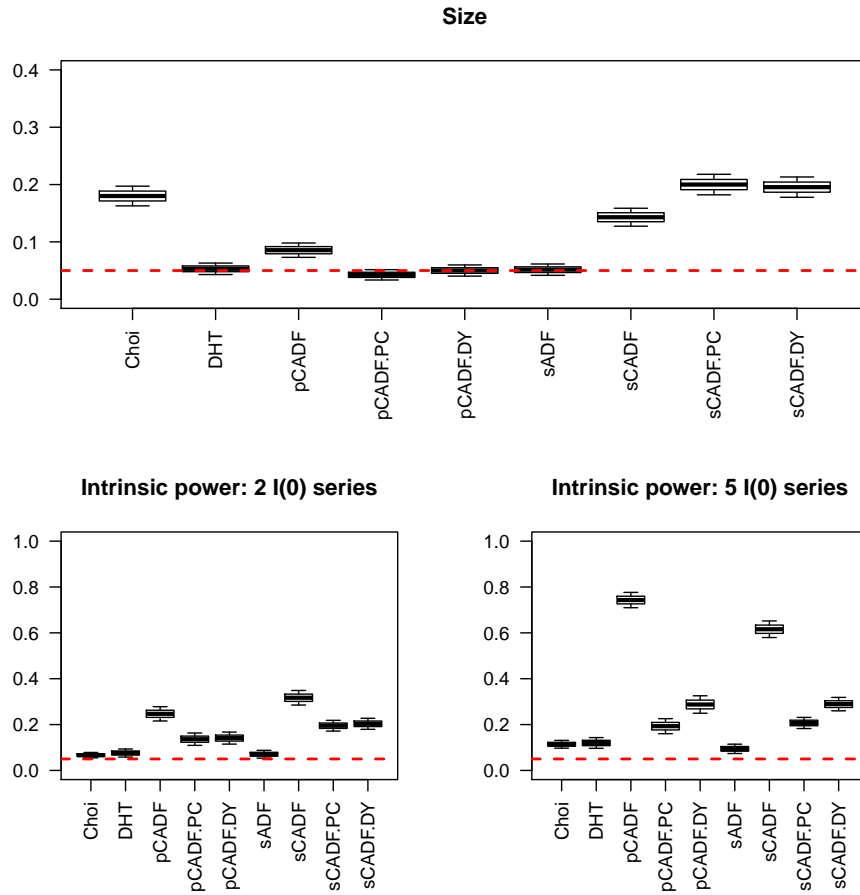 Size
0.4
0.3
0.2
0.1
0.0
Choi
DHT
pCADF
pCADF.PC
pCADF.DY
sADF
sCADF
sCADF.PC
sCADF.DY
Intrinsic power: 2 I(0) series
1.0
0.8
0.6
0.4
0.2
0.0
Choi
DHT
pCADF
pCADF.PC
pCADF.DY
sADF
sCADF
sCADF.PC
sCADF.DY
Intrinsic power: 5 I(0) series
1.0
0.8
0.6
0.4
0.2
0.0
Choi
DHT
pCADF
pCADF.PC
pCADF.DY
sADF
sCADF
sCADF.PC
sCADF.DY